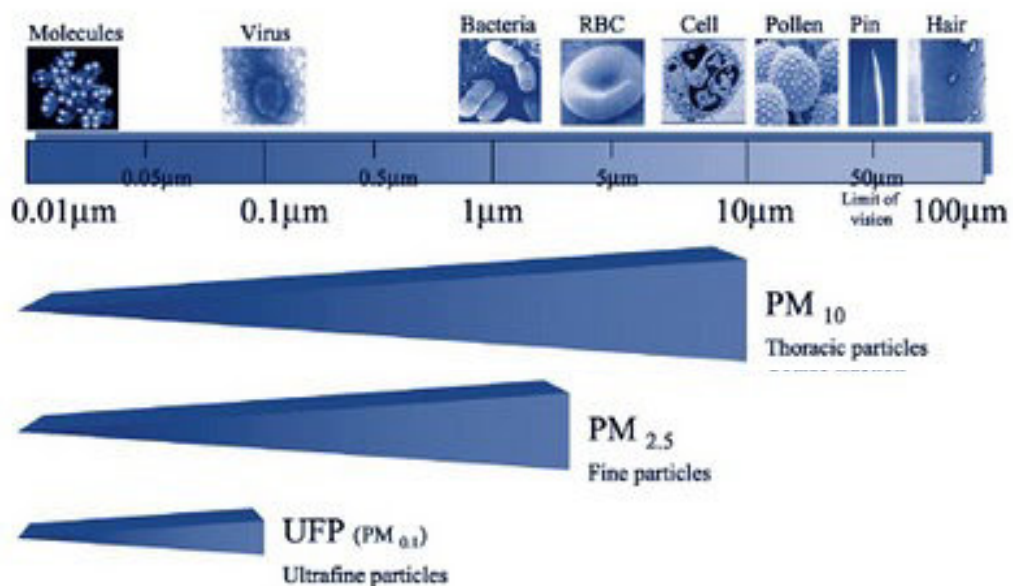 Molecules Virus Bacteria RBC Cell Pollen Pin Hair
0.05μm 0.5μm 5μm 50μm
0.01μm 0.1μm 1μm 10μm Limit of vision 100μm
PM 10
Thoracic particles
PM 2.5
Fine particles
UFP (PM 0.1)
Ultrafine particles